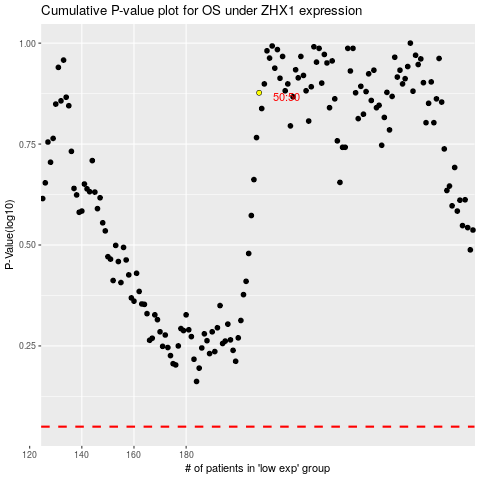 Cumulative P-value plot for OS under ZHX1 expression
P-Value(log10)
1.00
0.75
0.50
0.25
50:50
120 140 160 180
# of patients in 'low exp' group